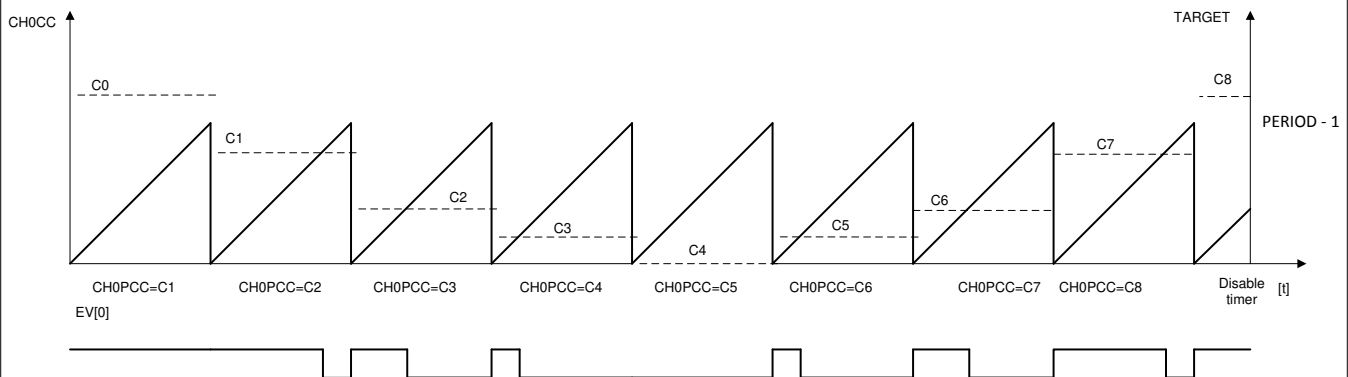 CH0CC
TARGET
C0
C8
PERIOD - 1
C1
C7
C2
C6
C3
C5
C4
CH0PCC=C1
CH0PCC=C2
CH0PCC=C3
CH0PCC=C4
CH0PCC=C5
CH0PCC=C6
CH0PCC=C7
CH0PCC=C8
Disable
timer
[t]
EV[0]